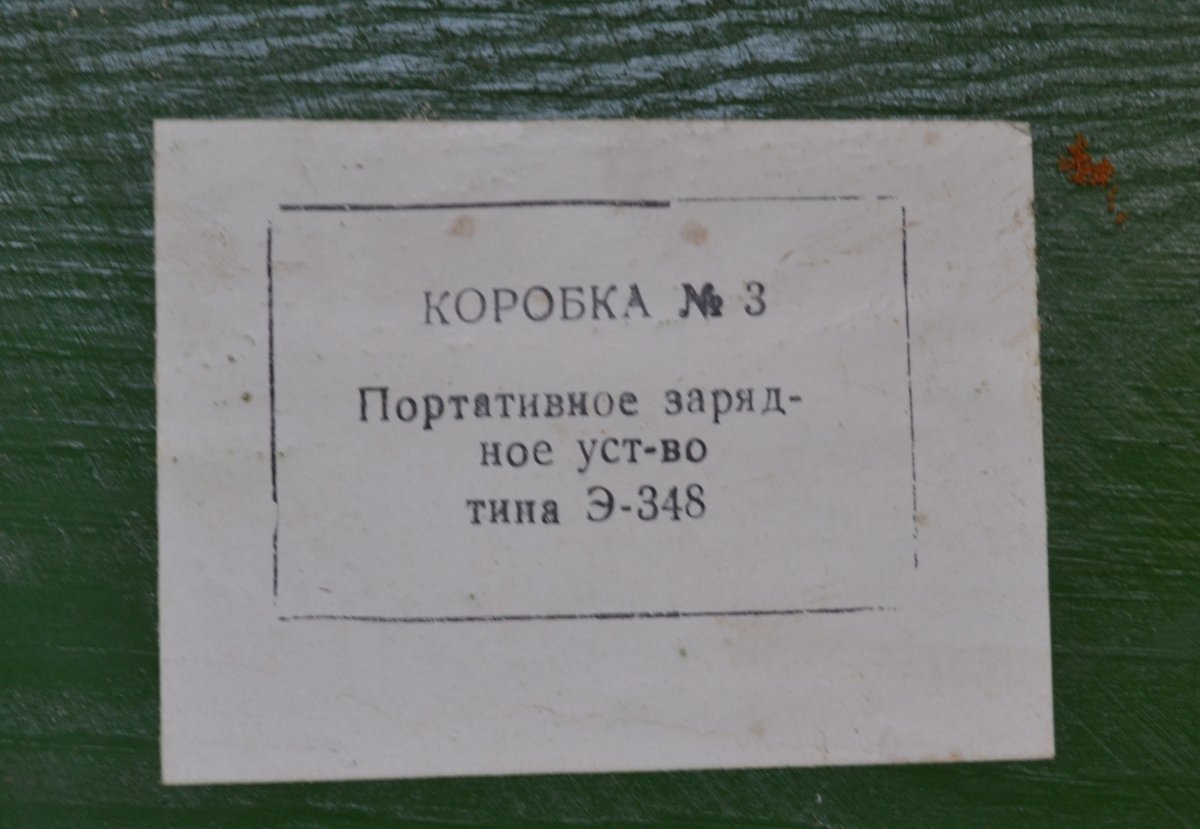 КОРОБКА № 3
Портативное заряд-
ное уст-во
типа Э-348